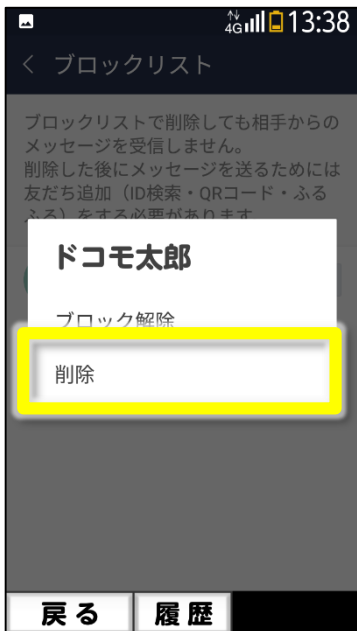 4G 13:38
ブロックリスト
ブロックリストで削除しても相手からの
メッセージを受信しません。
削除した後にメッセージを送るためには
友だち追加（ID検索・QRコード・ふる
ふる）をする必要があります
ドコモ太郎
ブロック解除
削除
戻る 履歴